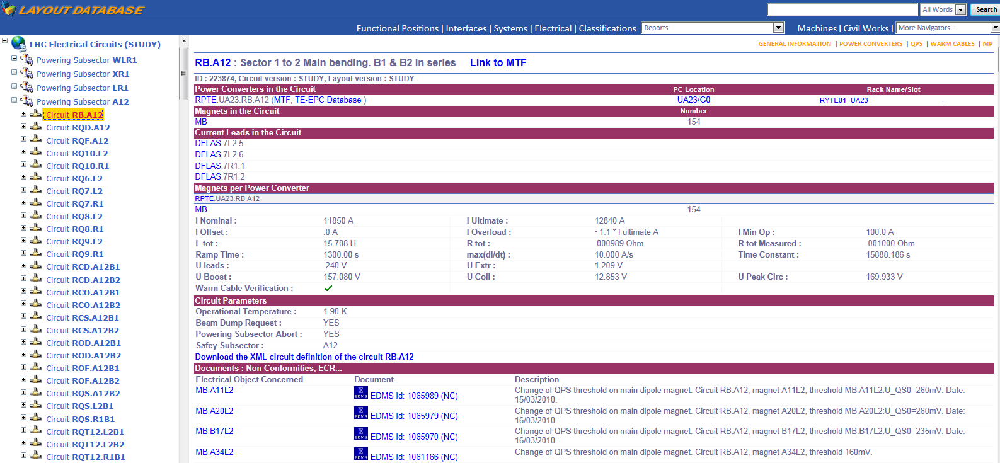 LAYOUT DATABASE
All Words
Search
Functional Positions | Interfaces | Systems | Electrical | Classifications
Reports
Machines | Civil Works |
More Navigators...
LHC Electrical Circuits (STUDY)
Powering Subsector WLR1
Powering Subsector XR1
Powering Subsector LR1
Powering Subsector A12
Circuit RB.A12
Circuit RQD.A12
Circuit RQF.A12
Circuit RQ10.L2
Circuit RQ10.R1
Circuit RQ6.L2
Circuit RQ7.L2
Circuit RQ7.R1
Circuit RQ8.L2
Circuit RQ8.R1
Circuit RQ9.L2
Circuit RQ9.R1
Circuit RCD.A12B1
Circuit RCD.A12B2
Circuit RCO.A12B1
Circuit RCO.A12B2
Circuit RCS.A12B1
Circuit RCS.A12B2
Circuit ROD.A12B1
Circuit ROD.A12B2
Circuit ROF.A12B1
Circuit ROF.A12B2
Circuit RQS.A12B2
Circuit RQS.L2B1
Circuit RQS.R1B1
Circuit RQT12.L2B1
Circuit RQT12.L2B2
Circuit RQT12.R1B1
GENERAL INFORMATION | POWER CONVERTERS | QPS | WARM CABLES | MP
RB.A12 : Sector 1 to 2 Main bending. B1 & B2 in series Link to MTF
ID : 223874, Circuit version : STUDY, Layout version : STUDY
Power Converters in the Circuit PC Location Rack Name/Slot
RPTE.UA23.RB.A12 (MTF, TE-EPC Database ) UA23/G0 RYTE01=UA23 -
Magnets in the Circuit Number
MB 154
Current Leads in the Circuit
DFLAS.7L2.5
DFLAS.7L2.6
DFLAS.7R1.1
DFLAS.7R1.2
Magnets per Power Converter
RPTE.UA23.RB.A12
MB 154
I Nominal : 11850 A I Ultimate : 12840 A
I Offset : .0 A I Overload : ~1.1 * I ultimate A I Min Op : 100.0 A
L tot : 15.708 H R tot : .000989 Ohm R tot Measured : .001000 Ohm
Ramp Time : 1300.00 s max(di/dt) : 10.000 A/s Time Constant : 15888.186 s
U leads : .240 V U Extr : 1.209 V
U Boost : 157.080 V U Coll : 12.853 V U Peak Circ : 169.933 V
Warm Cable Verification :
Circuit Parameters
Operational Temperature : 1.90 K
Beam Dump Request : YES
Powering Subsector Abort : YES
Safey Subsector : A12
Download the XML circuit definition of the circuit RB.A12
Documents : Non Conformities, ECR...
Electrical Object Concerned Document Description
MB.A11L2 EDMS EDMS Id: 1065989 (NC) Change of QPS threshold on main dipole magnet. Circuit RB.A12, magnet A11L2, threshold MB.A11L2:U_QS0=260mV. Date:
15/03/2010.
MB.A20L2 EDMS EDMS Id: 1065979 (NC) Change of QPS threshold on main dipole magnet. Circuit RB.A12, magnet A20L2, threshold MB.A20L2:U_QS0=260mV. Date:
16/03/2010.
MB.B17L2 EDMS EDMS Id: 1065970 (NC) Change of QPS threshold on main dipole magnet. Circuit RB.A12, magnet B17L2, threshold MB.B17L2:U_QS0=235mV. Date:
16/03/2010.
MB.A34L2 EDMS EDMS Id: 1061166 (NC) Change of QPS threshold on main dipole magnet. Circuit RB.A12, magnet A34L2, threshold 160mV.